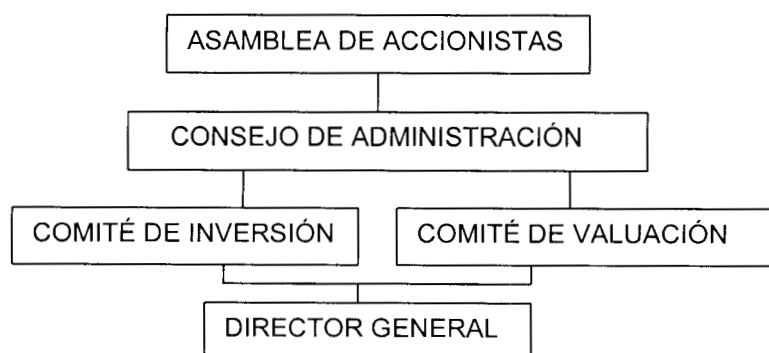 ASAMBLEA DE ACCIONISTAS
CONSEJO DE ADMINISTRACIÓN
COMITÉ DE INVERSIÓN
COMITÉ DE VALUACIÓN
DIRECTOR GENERAL